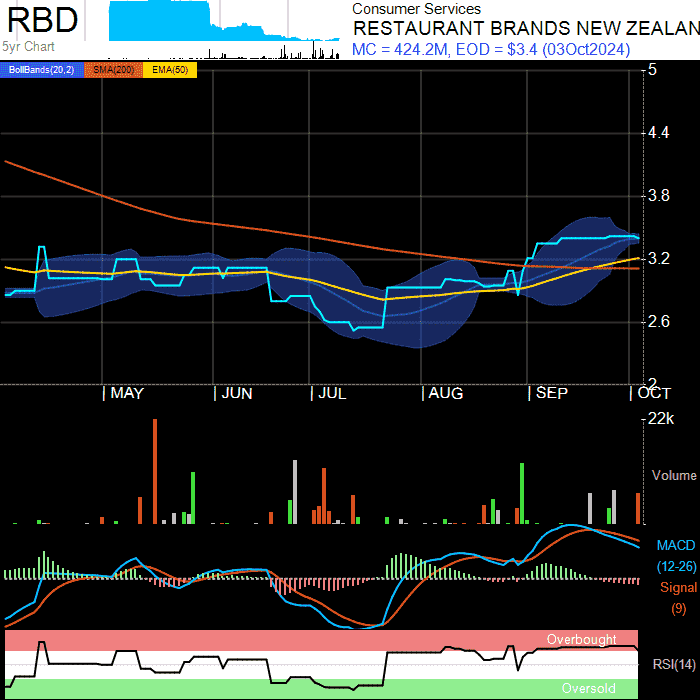 RBD
5yr Chart
Consumer Services
RESTAURANT BRANDS NEW ZEALAN
MC = 424.2M, EOD = $3.4 (03Oct2024)
BollBands(20,2) SMA(200) EMA(50)
5
4.4
3.8
3.2
2.6
2
MAY JUN JUL AUG SEP OCT
22k
Volume
MACD
(12-26)
Signal
(9)
Overbought
RSI(14)
Oversold